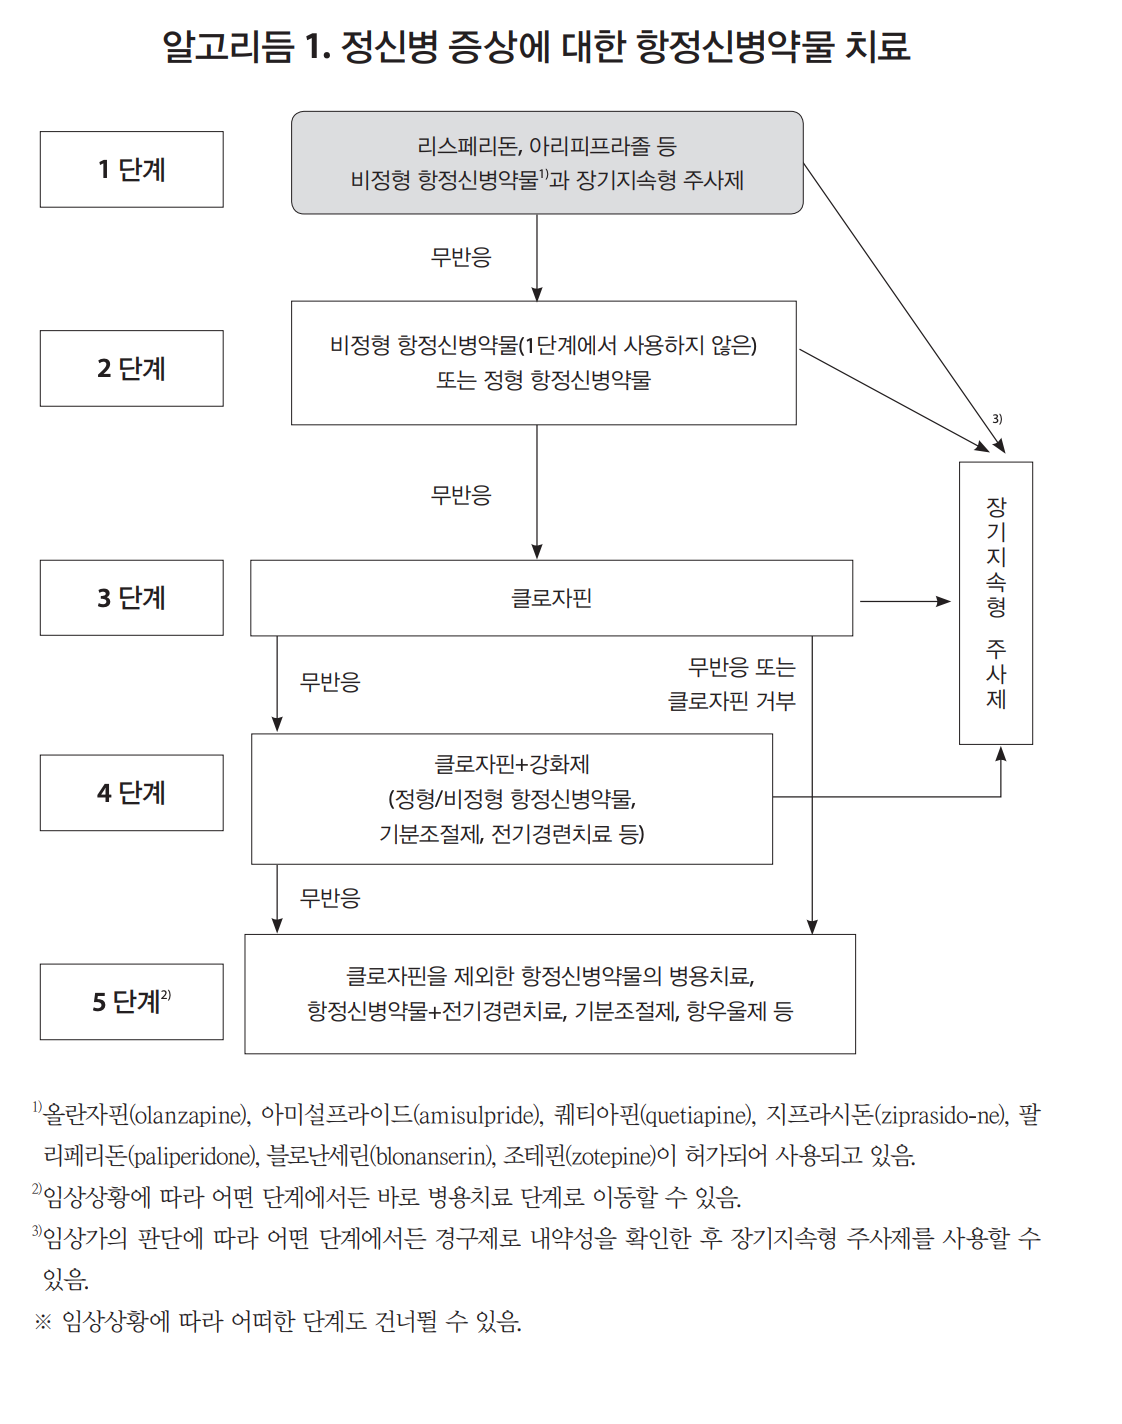 알고리듬 1. 정신병 증상에 대한 항정신병약물 치료
1 단계
리스페리돈, 아리피프라졸 등
비정형 항정신병약물1)과 장기지속형 주사제
무반응
2 단계
비정형 항정신병약물(1단계에서 사용하지 않은)
또는 정형 항정신병약물
3)
무반응
장기지속형 주사제
3 단계
클로자핀
무반응
무반응 또는
클로자핀 거부
4 단계
클로자핀+강화제
(정형/비정형 항정신병약물,
기분조절제, 전기경련치료 등)
무반응
5 단계2)
클로자핀을 제외한 항정신병약물의 병용치료,
항정신병약물+전기경련치료, 기분조절제, 항우울제 등
1)올란자핀(olanzapine), 아미설프라이드(amisulpride), 퀘티아핀(quetiapine), 지프라시돈(ziprasido-ne), 팔
리페리돈(paliperidone), 블로난세린(blonanserin), 조테핀(zotepine)이 허가되어 사용되고 있음.
2)임상상황에 따라 어떤 단계에서든 바로 병용치료 단계로 이동할 수 있음.
3)임상가의 판단에 따라 어떤 단계에서든 경구제로 내약성을 확인한 후 장기지속형 주사제를 사용할 수
있음.
※ 임상상황에 따라 어떠한 단계도 건너뛸 수 있음.